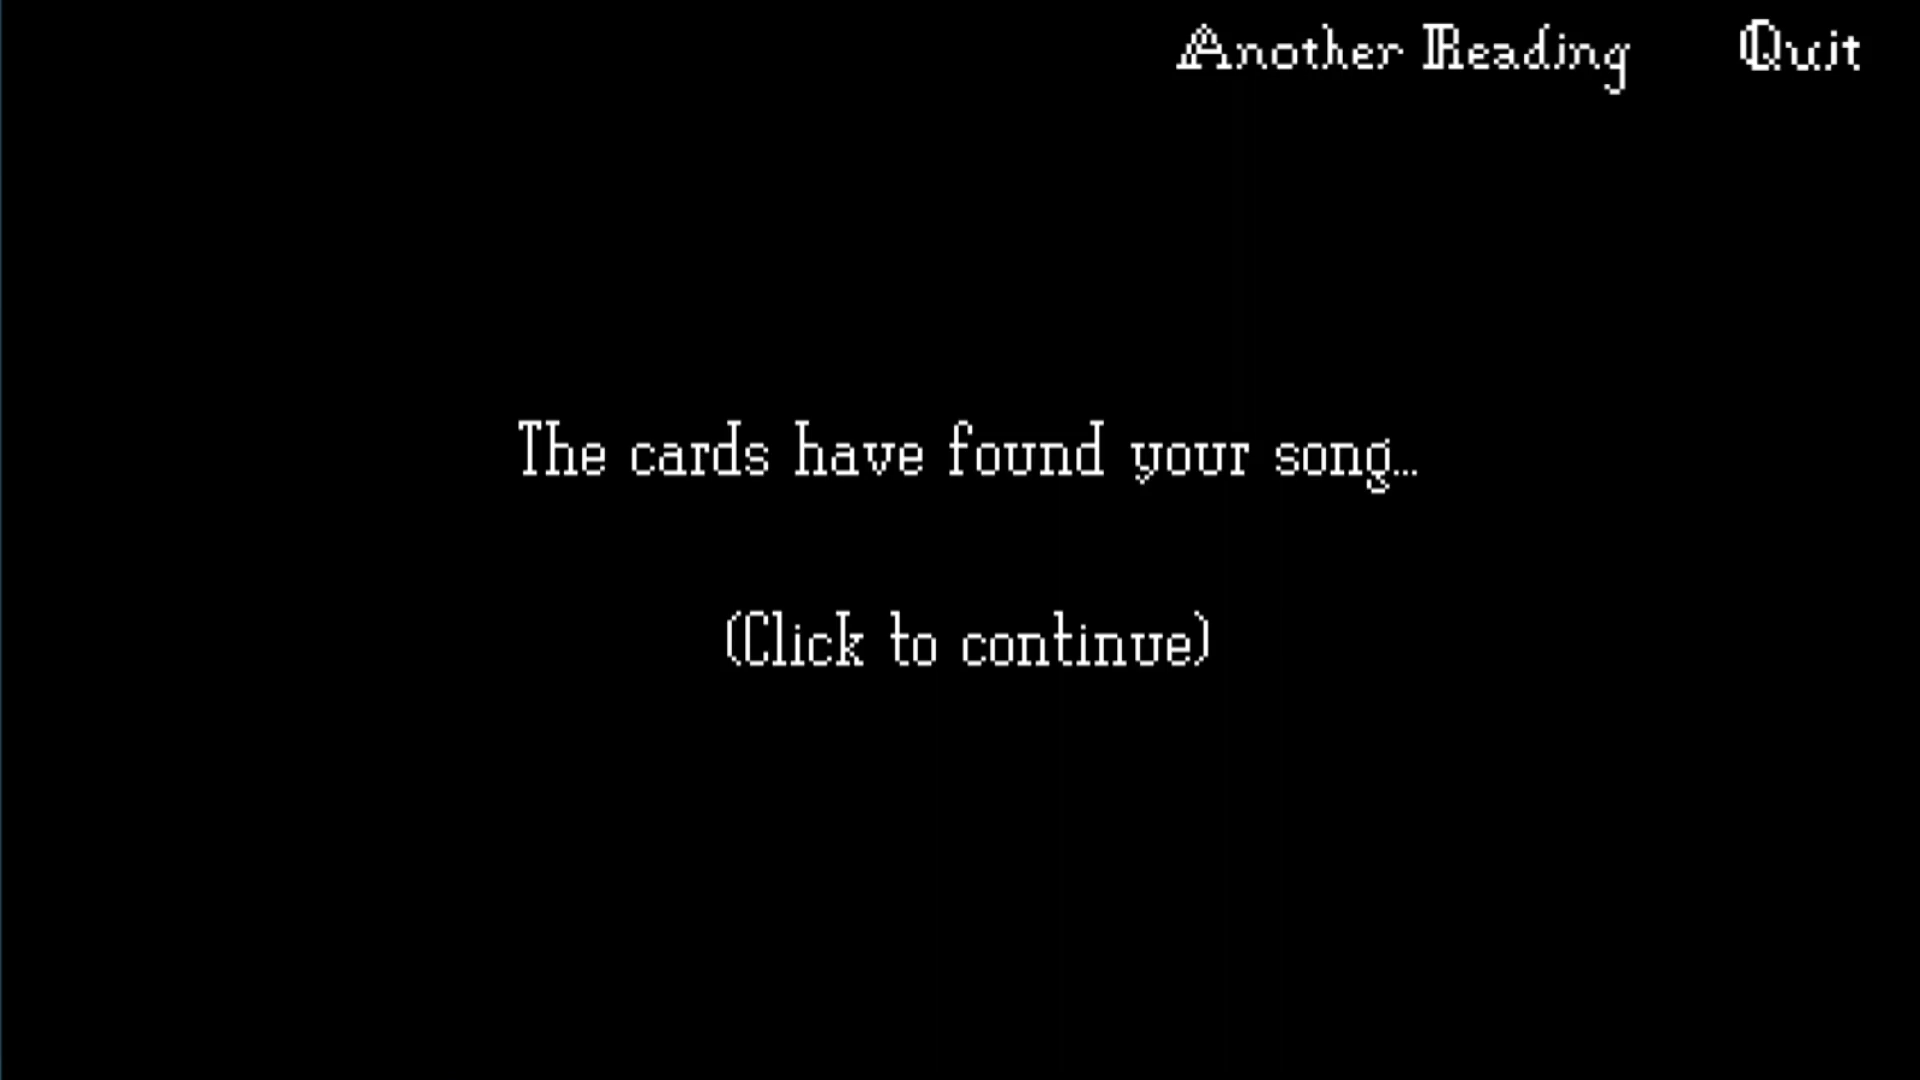 Another Reading Quit
The cards have found your song...
(Click to continue)